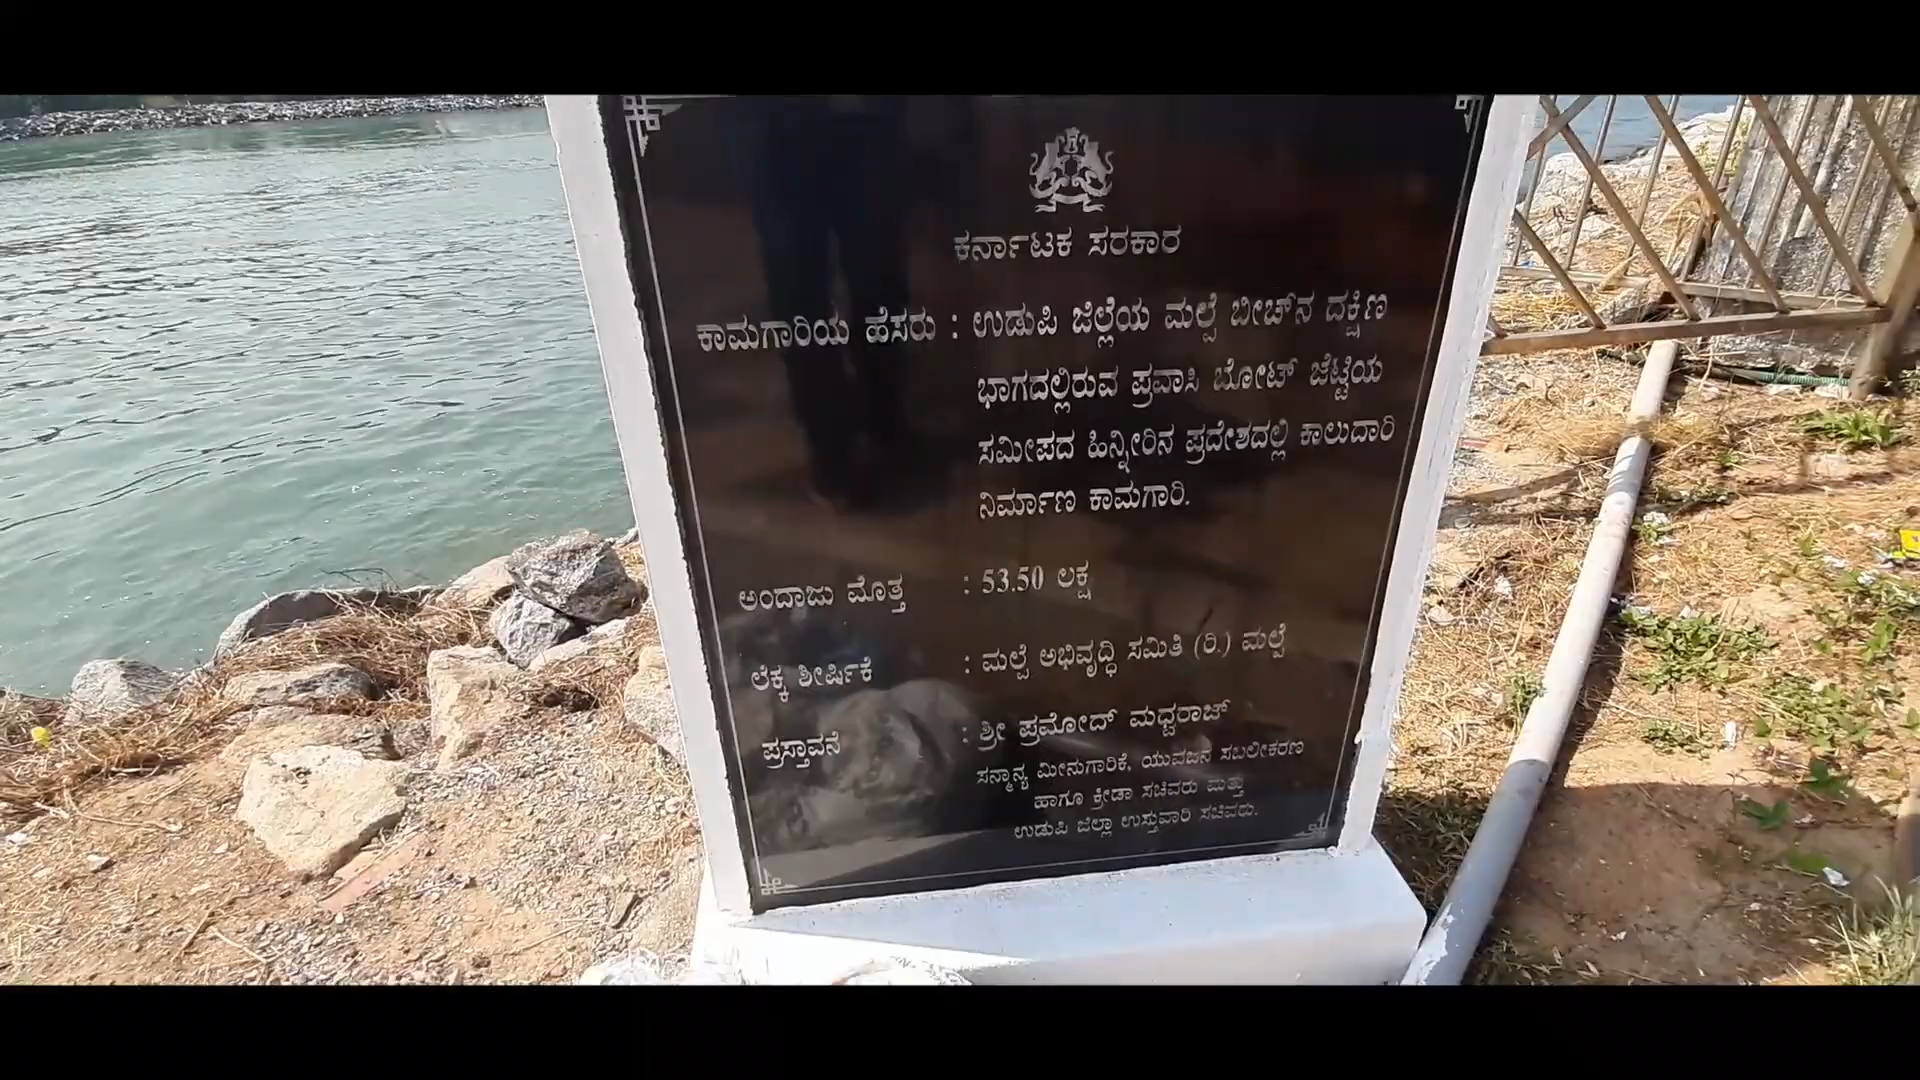 ಕರ್ನಾಟಕ ಸರಕಾರ
ಕಾಮಗಾರಿಯ ಹೆಸರು : ಉಡುಪಿ ಜಿಲ್ಲೆಯ ಮಲ್ಪೆ ಬೀಚ್‌ನ ದಕ್ಷಿಣ
ಭಾಗದಲ್ಲಿರುವ ಪ್ರವಾಸಿ ಬೋಟ್ ಜೆಟ್ಟಿಯ
ಸಮೀಪದ ಹಿನ್ನೀರಿನ ಪ್ರದೇಶದಲ್ಲಿ ಕಾಲುದಾರಿ
ನಿರ್ಮಾಣ ಕಾಮಗಾರಿ.
ಅಂದಾಜು ಮೊತ್ತ : 53.50 ಲಕ್ಷ
ಲೆಕ್ಕ ಶೀರ್ಷಿಕೆ : ಮಲ್ಪೆ ಅಭಿವೃದ್ಧಿ ಸಮಿತಿ (ರಿ.) ಮಲ್ಪೆ
ಪ್ರಸ್ತಾವನೆ : ಶ್ರೀ ಪ್ರಮೋದ್ ಮಧ್ವರಾಜ್
ಸನ್ಮಾನ್ಯ ಮೀನುಗಾರಿಕೆ, ಯುವಜನ ಸಬಲೀಕರಣ
ಹಾಗೂ ಕ್ರೀಡಾ ಸಚಿವರು ಮತ್ತು
ಉಡುಪಿ ಜಿಲ್ಲಾ ಉಸ್ತುವಾರಿ ಸಚಿವರು.